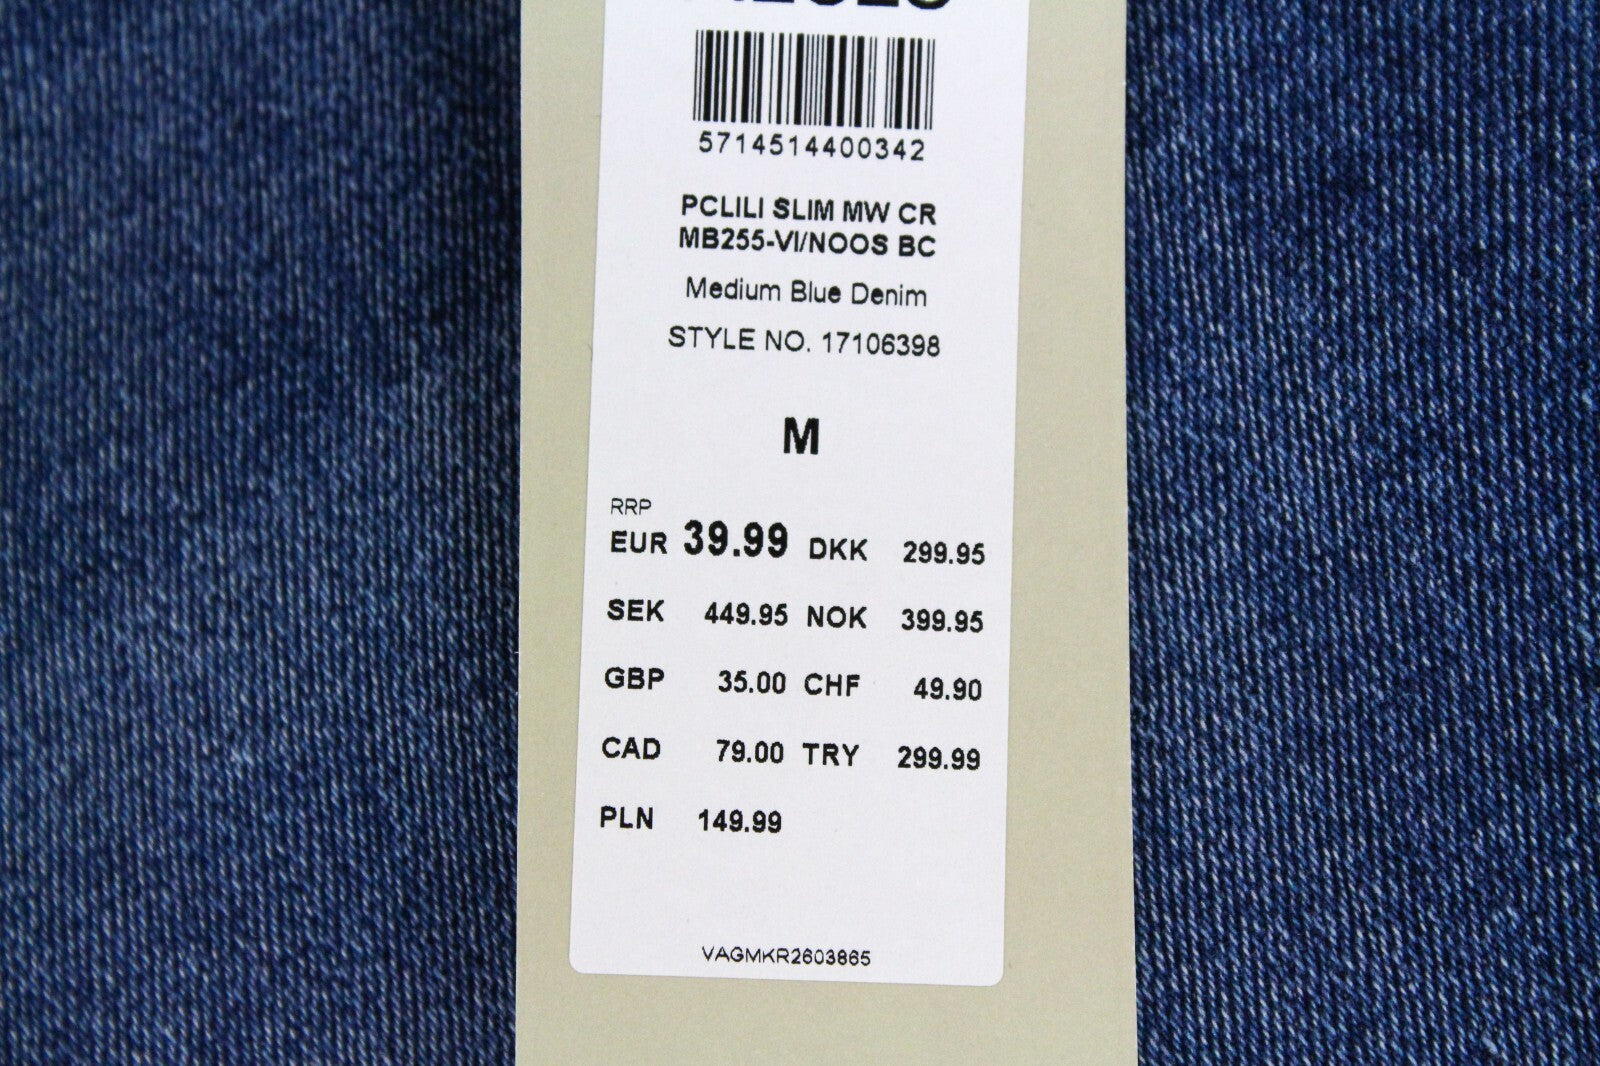 5714514400342
PCLILI SLIM MW CR
MB255-VI/NOOS BC
Medium Blue Denim
STYLE NO. 17106398
M
RRP
EUR 39.99 DKK 299.95
SEK 449.95 NOK 399.95
GBP 35.00 CHF 49.90
CAD 79.00 TRY 299.99
PLN 149.99
VAGMKR2603865